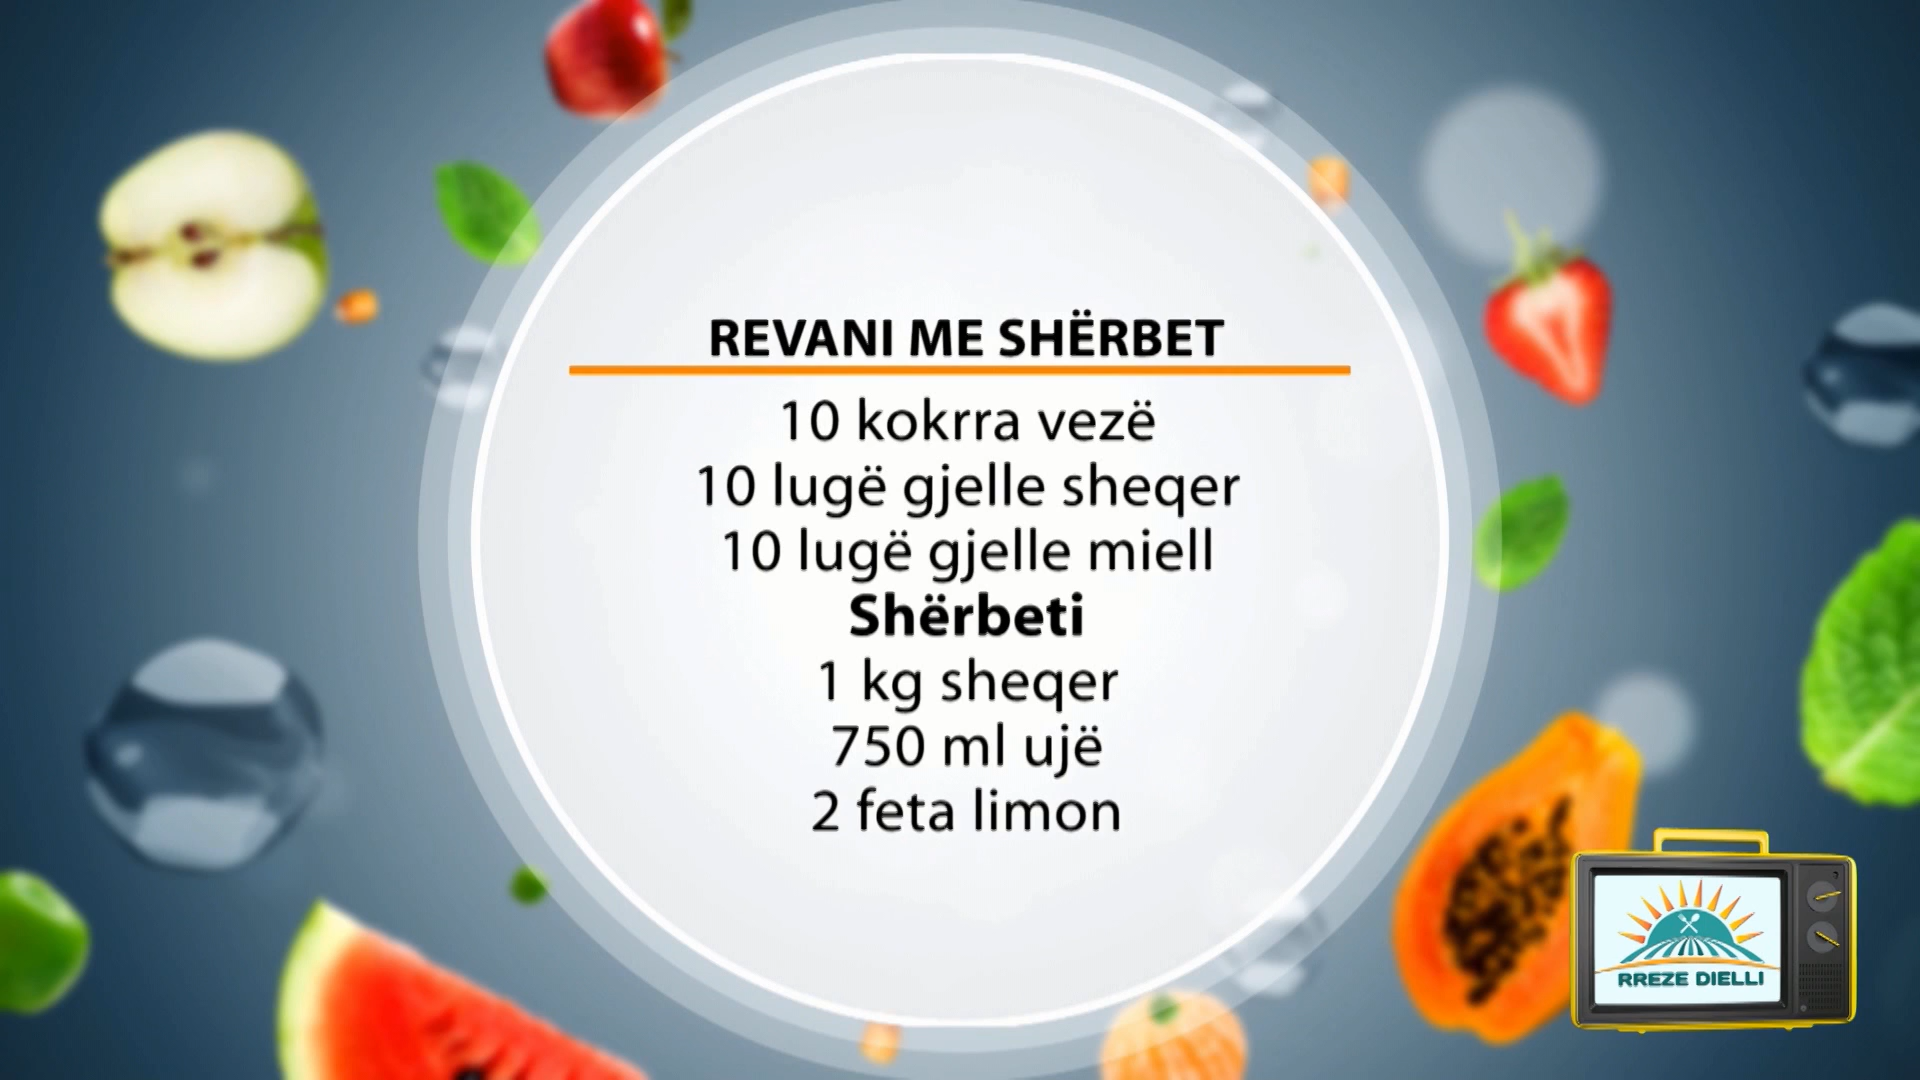 REVANI ME SHËRBET
10 kokrra vezë
10 lugë gjelle sheqer
10 lugë gjelle miell
Shërbeti
1 kg sheqer
750 ml ujë
2 feta limon
RREZE DIELLI